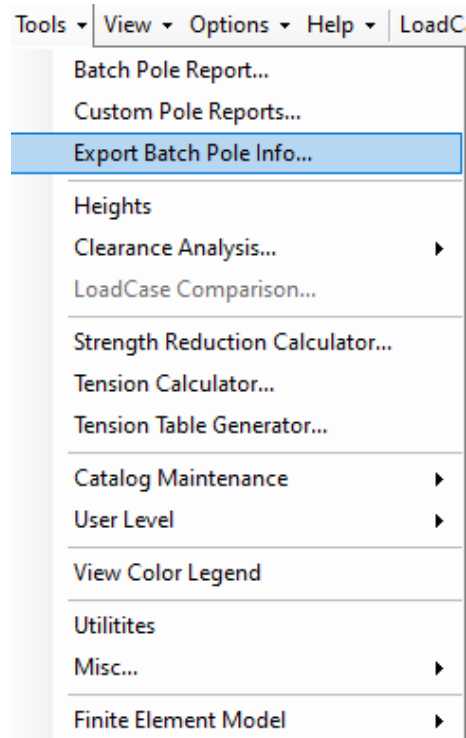 Tools View Options Help LoadCa
Batch Pole Report...
Custom Pole Reports...
Export Batch Pole Info...
Heights
Clearance Analysis...
LoadCase Comparison...
Strength Reduction Calculator...
Tension Calculator...
Tension Table Generator...
Catalog Maintenance
User Level
View Color Legend
Utilitites
Misc...
Finite Element Model